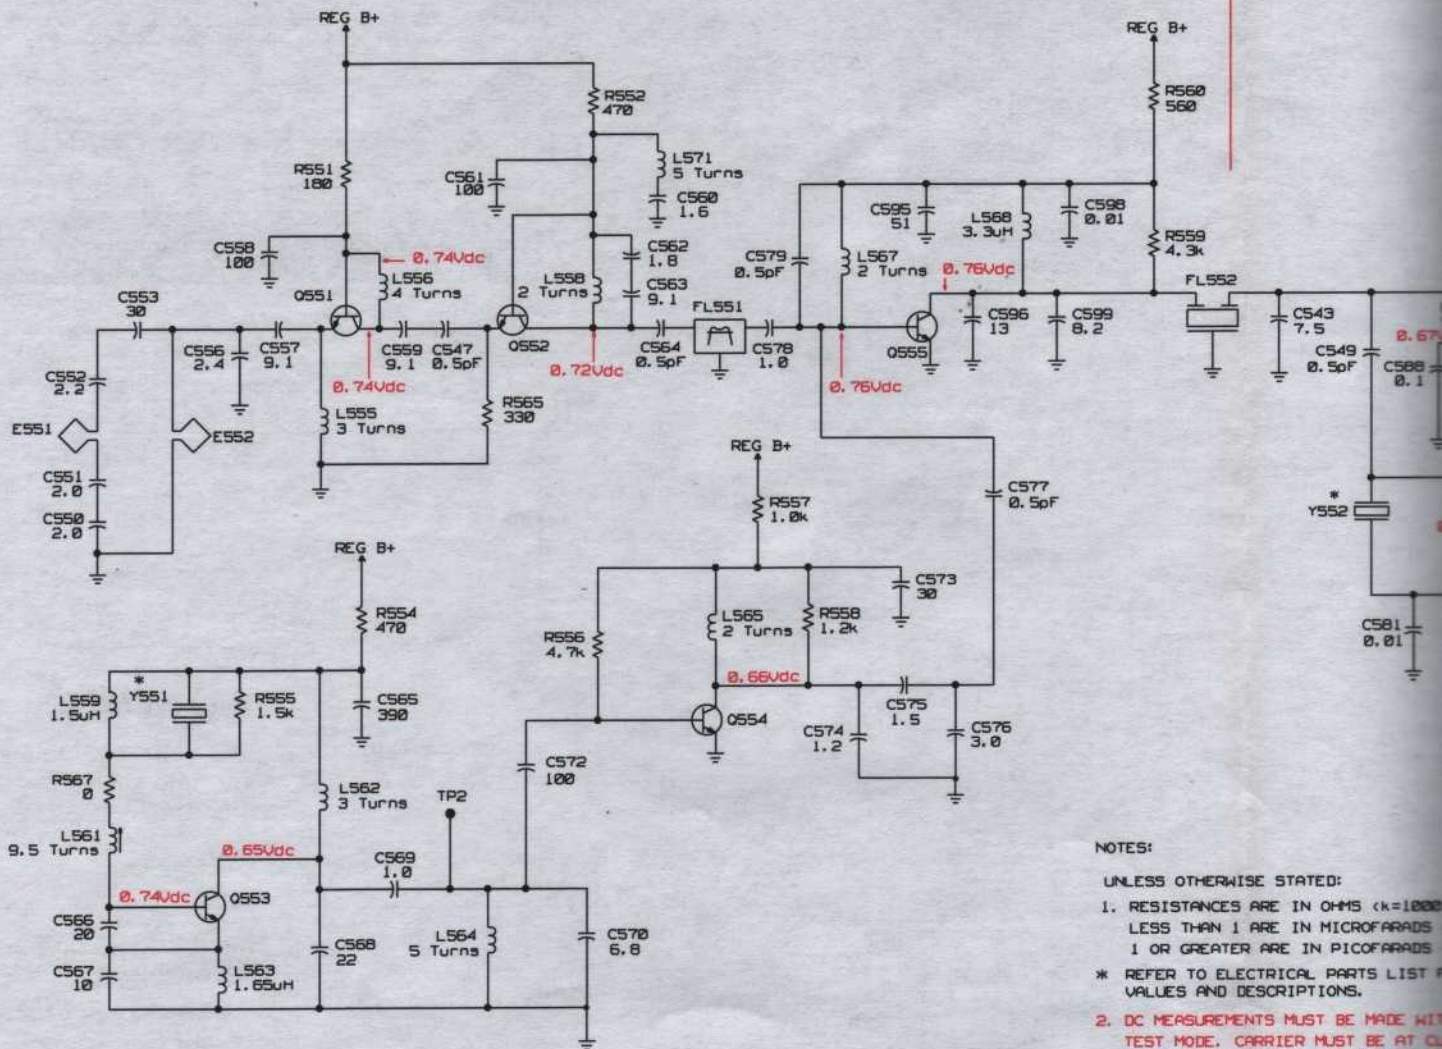 REG B+
REG B+
R552
470
R560
560
R551
180
C561
100
L571
5 Turns
C560
1.6
C558
100
0.74Vdc
L556
4 Turns
C562
1.8
L558
2 Turns
C563
9.1
C579
0.5pF
L567
2 Turns
C595
51
L568
3.3uH
C598
0.01
R559
4.3k
0.76Vdc
FL552
C553
30
Q551
Q552
FL551
C556
2.4
C557
9.1
C559
9.1
C547
0.5pF
0.74Vdc
0.72Vdc
C564
0.5pF
C578
1.0
0.76Vdc
Q555
C596
13
C599
8.2
C543
7.5
C549
0.5pF
C588
0.1
C552
2.2
E551
E552
L555
3 Turns
R565
330
C551
2.0
C550
2.0
REG B+
R557
1.0k
C577
0.5pF
*
Y552
REG B+
R554
470
C573
30
R556
4.7k
L565
2 Turns
R558
1.2k
C581
0.01
L559
1.5uH
*
Y551
R555
1.5k
C565
390
0.66Vdc
Q554
C575
1.5
C574
1.2
C576
3.0
R567
0
L562
3 Turns
TP2
C572
100
L561
9.5 Turns
0.65Vdc
C569
1.0
0.74Vdc
Q553
C566
20
C567
10
L563
1.65uH
C568
22
L564
5 Turns
C570
6.8
NOTES:
UNLESS OTHERWISE STATED:
1. RESISTANCES ARE IN OHMS (k=1000
LESS THAN 1 ARE IN MICROFARADS
1 OR GREATER ARE IN PICOFARADS
* REFER TO ELECTRICAL PARTS LIST
VALUES AND DESCRIPTIONS.
2. DC MEASUREMENTS MUST BE MADE
TEST MODE. CARRIER MUST BE AT